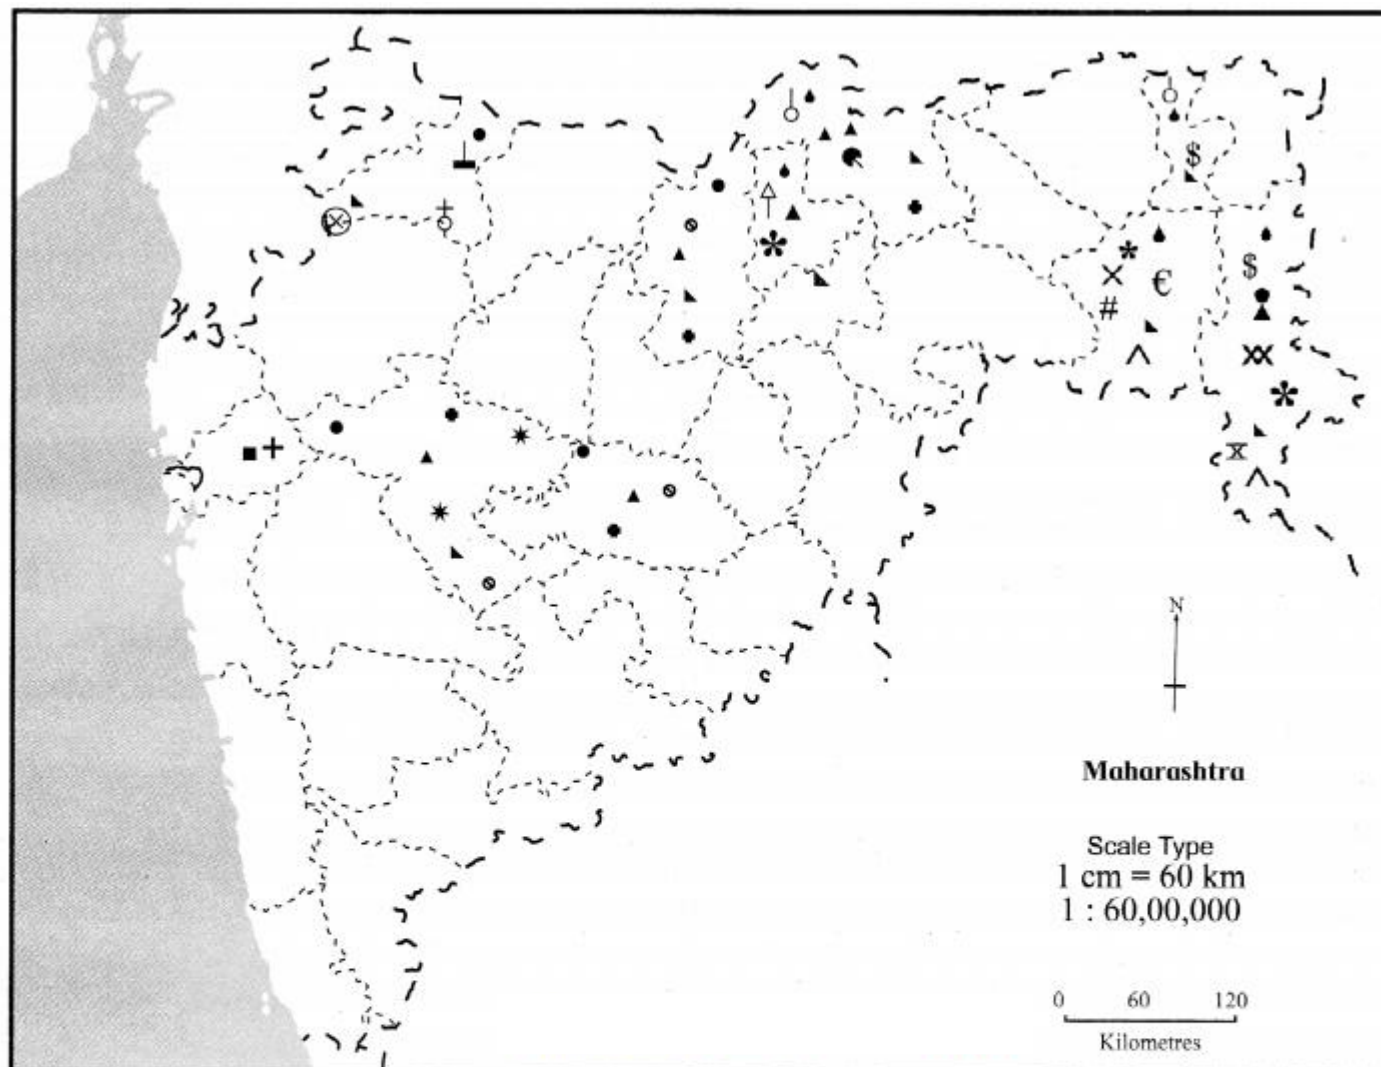 N
Maharashtra
Scale Type
1 cm = 60 km
1 : 60,00,000
0 60 120
Kilometres